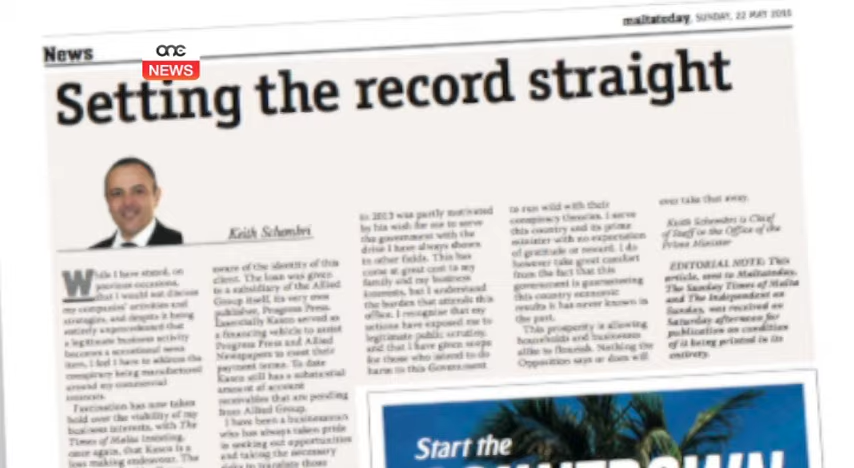 maltatoday, SUNDAY, 22 MAY 2016
News
one
NEWS
Setting the record straight
Keith Schembri
While I have stated, on
previous occasions,
that I would not discuss
my companies' activities and
strategies, and despite it being
entirely unprecedented that
a legitimate business activity
becomes a sensational news
item, I feel I have to address the
conspiracy being manufactured
around my commercial
interests.
Fascination has now taken
hold over the viability of my
business interests, with The
Times of Malta insisting,
once again, that Kasco is a
loss making endeavour. The
aware of the identity of this
client. The loan was given
to a subsidiary of the Allied
Group itself, its very own
publisher, Progress Press.
Essentially Kasco served as
a financing vehicle to assist
Progress Press and Allied
Newspapers to meet their
payment terms. To date
Kasco still has a substantial
amount of account
receivables that are pending
from Allied Group.
I have been a businessman
who has always taken pride
in seeking out opportunities
and taking the necessary
risks to translate those
in 2013 was partly motivated
by his wish for me to serve
the government with the
drive I have always shown
in other fields. This has
come at great cost to my
family and my business
interests, but I understand
the burden that attends this
office. I recognise that my
actions have exposed me to
legitimate public scrutiny,
and that I have given scope
for those who intend to do
harm to this Government
to run wild with their
conspiracy theories. I serve
this country and its prime
minister with no expectation
of gratitude or reward. I do
however take great comfort
from the fact that this
government is guaranteeing
this country economic
results it has never known in
the past.
This prosperity is allowing
households and businesses
alike to flourish. Nothing the
Opposition says or does will
ever take that away.
Keith Schembri is Chief
of Staff in the Office of the
Prime Minister
EDITORIAL NOTE: This
article, sent to Maltatoday,
The Sunday Times of Malta
and The Independent on
Sunday, was received on
Saturday afternoon for
publication on condition
of it being printed in its
entirety.
Start the